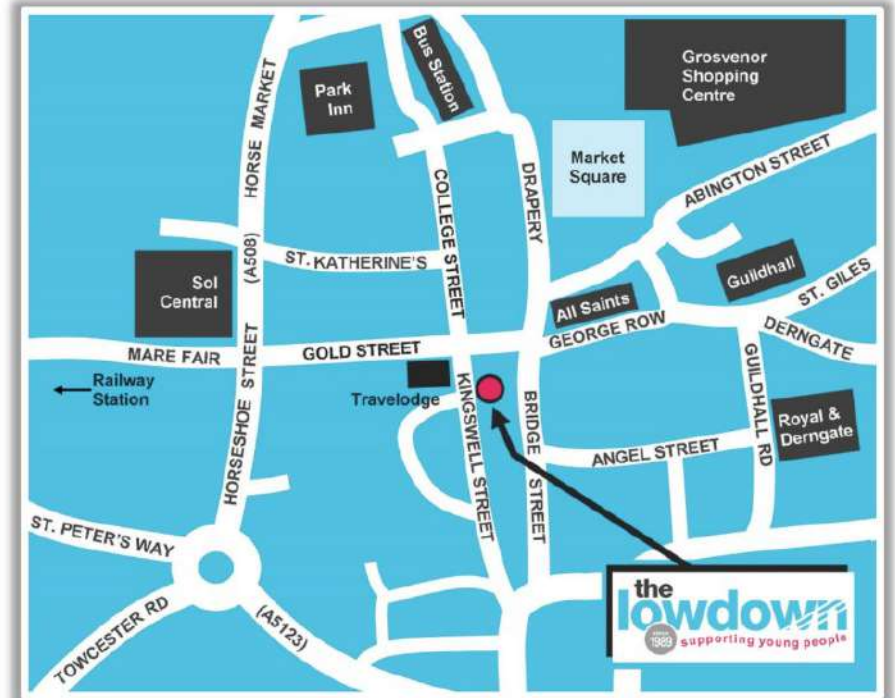 HORSE MARKET
(A508)
Park
Inn
Bus Station
Grosvenor
Shopping
Centre
Market
Square
ABINGTON STREET
DRAPERY
COLLEGE STREET
ST. KATHERINE'S
Sol
Central
All Saints
Guildhall
ST. GILES
GEORGE ROW
DERNGATE
MARE FAIR
GOLD STREET
Railway
Station
HORSESHOE STREET
Travelodge
KINGSWELL STREET
BRIDGE STREET
ANGEL STREET
GUILDHALL RD
Royal &
Derngate
ST. PETER'S WAY
TOWCESTER RD
(A5123)
the
lowdown
since
1989
supporting young people